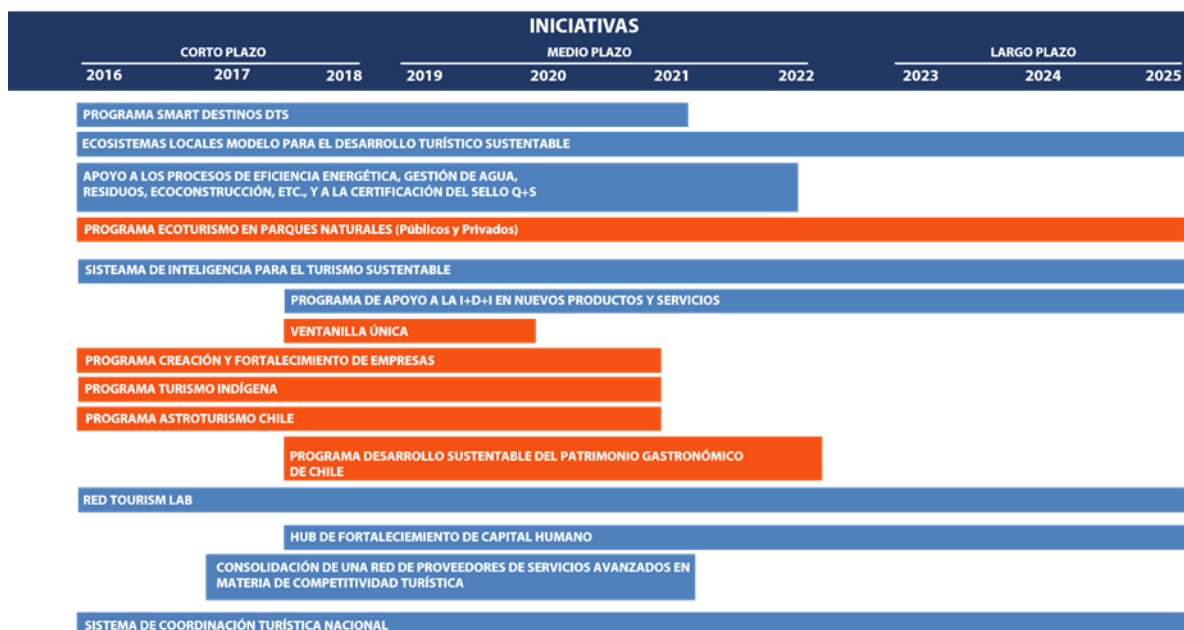 INICIATIVAS
CORTO PLAZO MEDIO PLAZO LARGO PLAZO
2016 2017 2018 2019 2020 2021 2022 2023 2024 2025
PROGRAMA SMART DESTINOS DTS
ECOSISTEMAS LOCALES MODELO PARA EL DESARROLLO TURÍSTICO SUSTENTABLE
APOYO A LOS PROCESOS DE EFICIENCIA ENERGÉTICA, GESTIÓN DE AGUA,
RESIDUOS, ECOCONSTRUCCIÓN, ETC., Y A LA CERTIFICACIÓN DEL SELLO Q+S
PROGRAMA ECOTURISMO EN PARQUES NATURALES (Públicos y Privados)
SISTEAMA DE INTELIGENCIA PARA EL TURISMO SUSTENTABLE
PROGRAMA DE APOYO A LA I+D+I EN NUEVOS PRODUCTOS Y SERVICIOS
VENTANILLA ÚNICA
PROGRAMA CREACIÓN Y FORTALECIMIENTO DE EMPRESAS
PROGRAMA TURISMO INDÍGENA
PROGRAMA ASTROTURISMO CHILE
PROGRAMA DESARROLLO SUSTENTABLE DEL PATRIMONIO GASTRONÓMICO
DE CHILE
RED TOURISM LAB
HUB DE FORTALECIEMIENTO DE CAPITAL HUMANO
CONSOLIDACIÓN DE UNA RED DE PROVEEDORES DE SERVICIOS AVANZADOS EN
MATERIA DE COMPETITIVIDAD TURÍSTICA
SISTEMA DE COORDINACIÓN TURÍSTICA NACIONAL